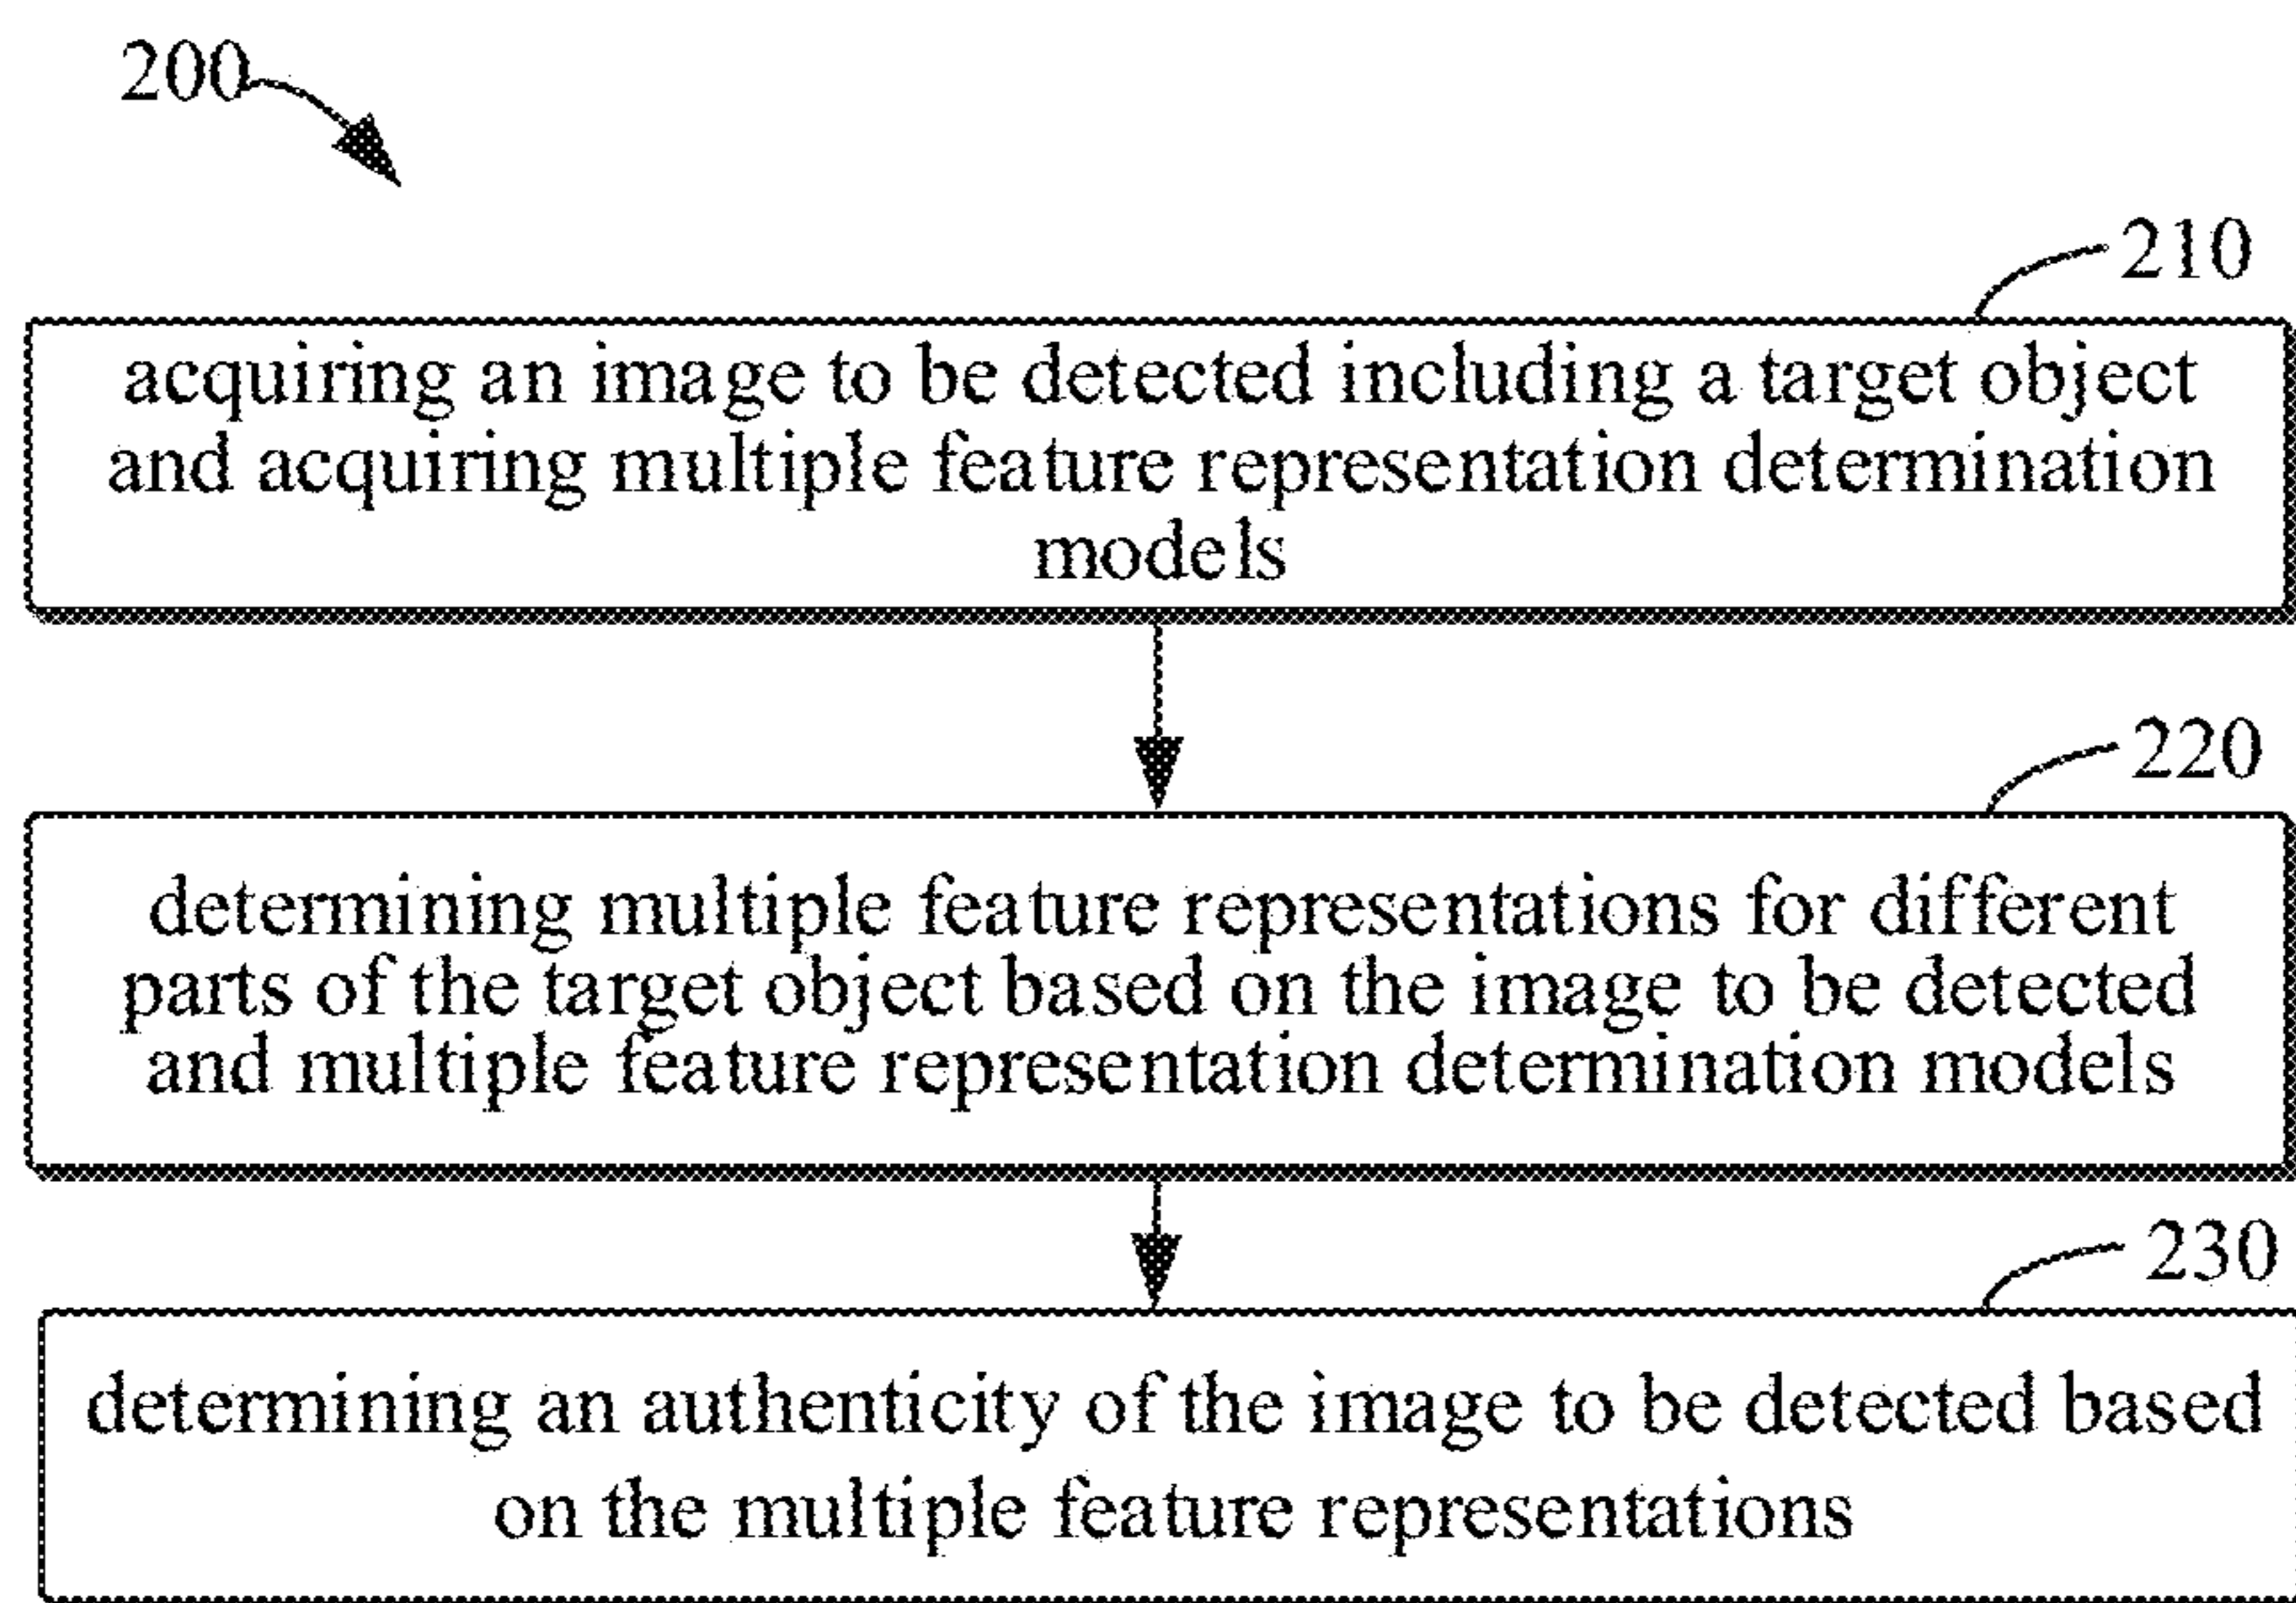 200
210
acquiring an image to be detected including a target object
and acquiring multiple feature representation determination
models
220
determining multiple feature representations for different
parts of the target object based on the image to be detected
and multiple feature representation determination models
230
determining an authenticity of the image to be detected based
on the multiple feature representations